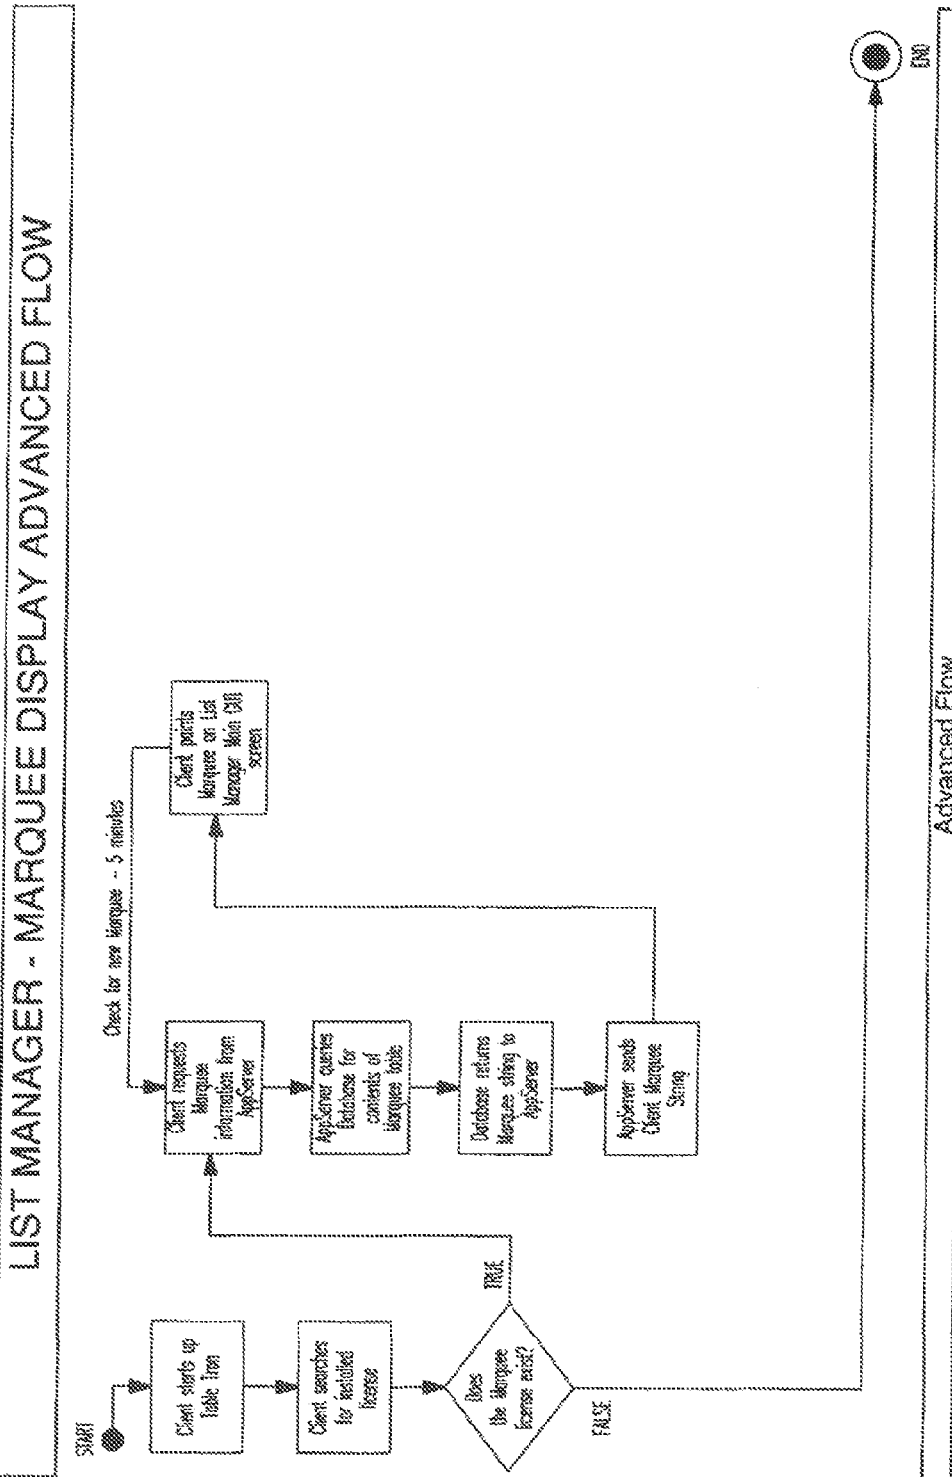 LIST MANAGER - MARQUEE DISPLAY ADVANCED FLOW
START
Client starts up
Table Tron
Client searches
for installed
license
Does
the Marquee
license exist?
TRUE
FALSE
Check for new Marquee - 5 minutes
Client requests
Marquee
information from
AppServer
AppServer queries
Database for
contents of
Marquee table
Database returns
Marquee string to
AppServer
AppServer sends
Client Marquee
String
Client paints
Marquee on List
Manager Main GUI
screen
END
Advanced Flow